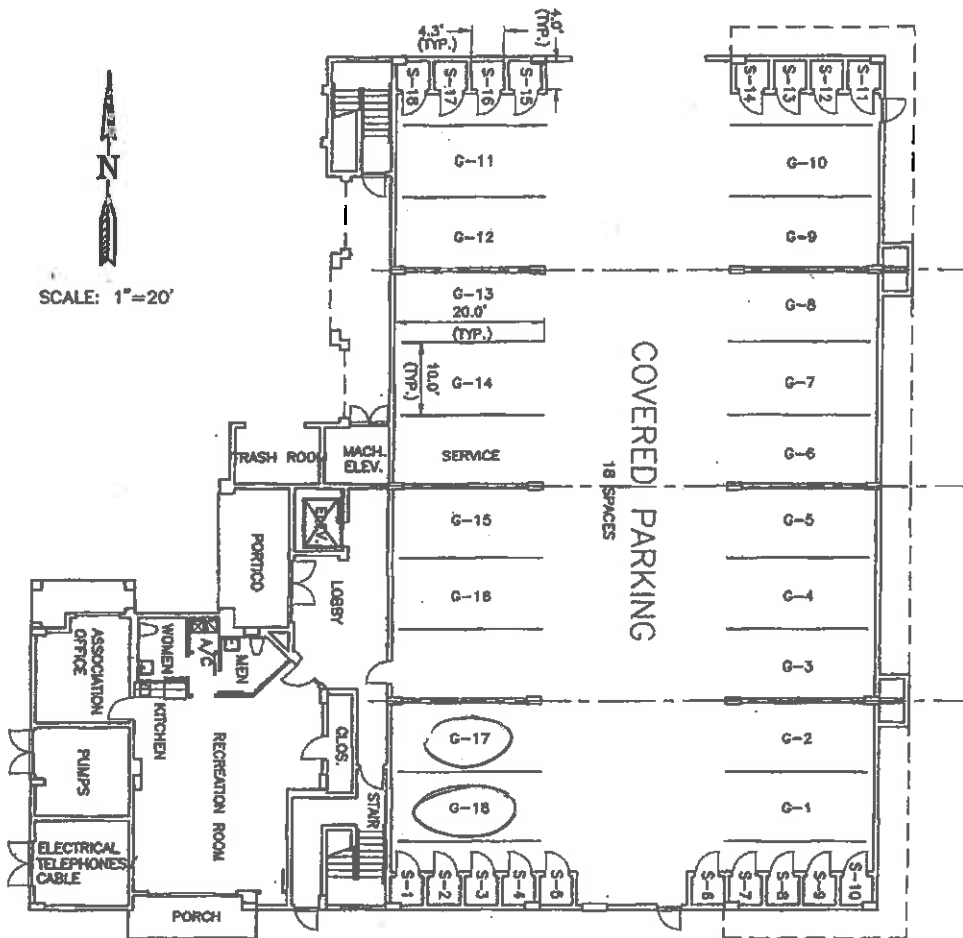 4.0'
(TYP.)
4.3'
(TYP.)
S-18
S-17
S-16
S-15
S-14
S-13
S-12
S-11
N
SCALE: 1"=20'
G-11
G-10
G-12
G-9
G-13
20.0'
(TYP.)
G-8
10.0'
(TYP.)
G-14
G-7
COVERED PARKING
18 SPACES
TRASH ROOM
MACH.
ELEV.
SERVICE
G-6
ELEV.
G-15
G-5
PORTICO
LOBBY
G-16
G-4
ASSOCIATION
OFFICE
WOMEN
A/C
MEN
G-3
KITCHEN
RECREATION ROOM
CLOS.
G-17
G-2
PUMPS
STAIR
G-18
G-1
ELECTRICAL
TELEPHONES
CABLE
S-1
S-2
S-3
S-4
S-5
S-6
S-7
S-8
S-9
S-10
PORCH